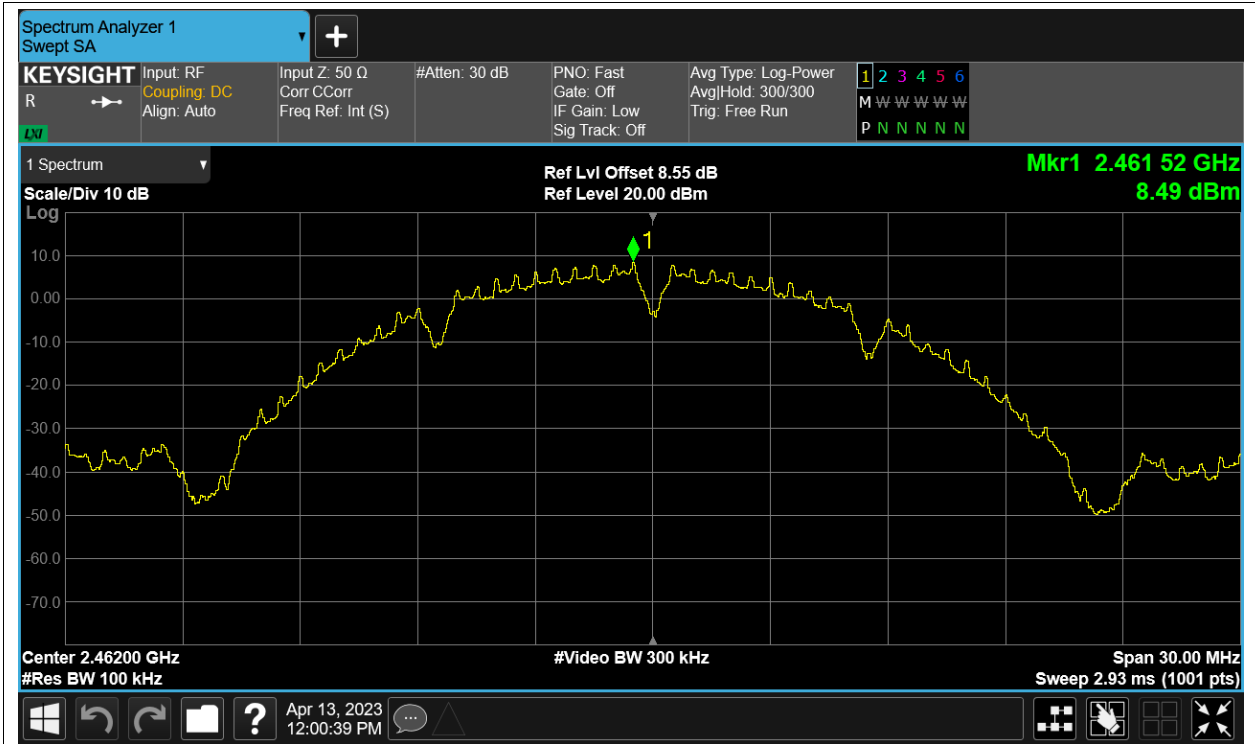 Spectrum Analyzer 1
Swept SA
KEYSIGHT
R
LXI
Input: RF
Coupling: DC
Align: Auto
Input Z: 50 Ω
Corr CCorr
Freq Ref: Int (S)
#Atten: 30 dB
PNO: Fast
Gate: Off
IF Gain: Low
Sig Track: Off
Avg Type: Log-Power
Avg|Hold: 300/300
Trig: Free Run
1 2 3 4 5 6
M W W W W W
P N N N N N
1 Spectrum
Scale/Div 10 dB
Log
Ref Lvl Offset 8.55 dB
Ref Level 20.00 dBm
Mkr1 2.461 52 GHz
8.49 dBm
1
10.0
0.00
-10.0
-20.0
-30.0
-40.0
-50.0
-60.0
-70.0
Center 2.46200 GHz
#Res BW 100 kHz
#Video BW 300 kHz
Span 30.00 MHz
Sweep 2.93 ms (1001 pts)
?
Apr 13, 2023
12:00:39 PM